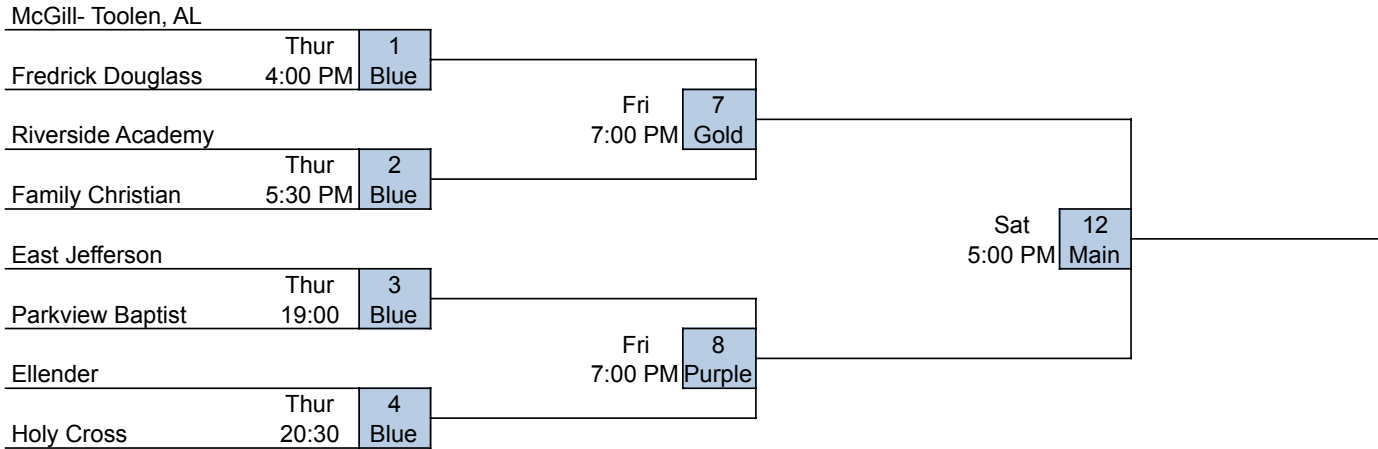 McGill- Toolen, AL
Thur 1
Fredrick Douglass 4:00 PM Blue
Fri 7
Riverside Academy 7:00 PM Gold
Thur 2
Family Christian 5:30 PM Blue
Sat 12
East Jefferson 5:00 PM Main
Thur 3
Parkview Baptist 19:00 Blue
Fri 8
Ellender 7:00 PM Purple
Thur 4
Holy Cross 20:30 Blue